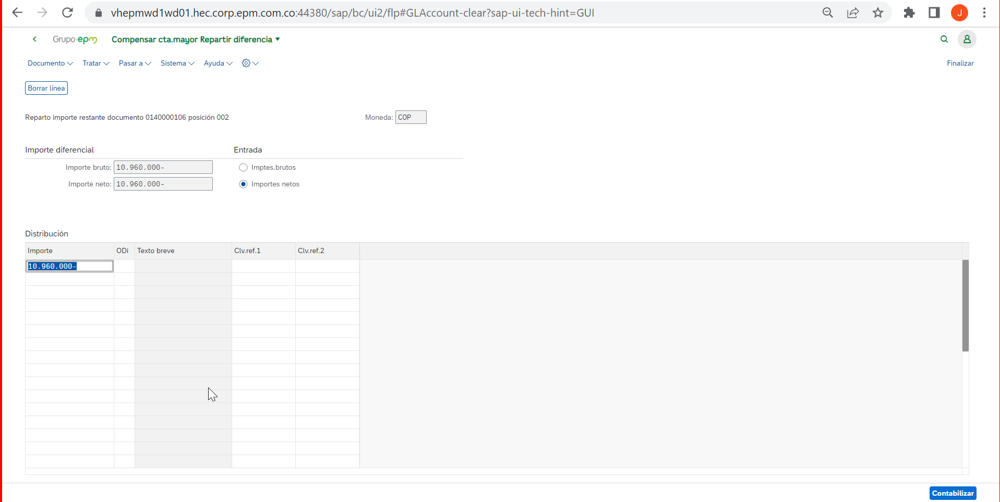 vhepmwd1wd01.hec.corp.epm.com.co:44380/sap/bc/ui2/flp#GLAccount-clear?sap-ui-tech-hint=GUI
J
Grupo·epm
Compensar cta.mayor Repartir diferencia
Documento
Tratar
Pasar a
Sistema
Ayuda
Finalizar
Borrar línea
Reparto importe restante documento 0140000106 posición 002
Moneda: COP
Importe diferencial
Entrada
Importe bruto: 10.960.000-
Imptes.brutos
Importe neto: 10.960.000-
Importes netos
Distribución
Importe
ODi
Texto breve
Clv.ref.1
Clv.ref.2
10.960.000-
Contabilizar